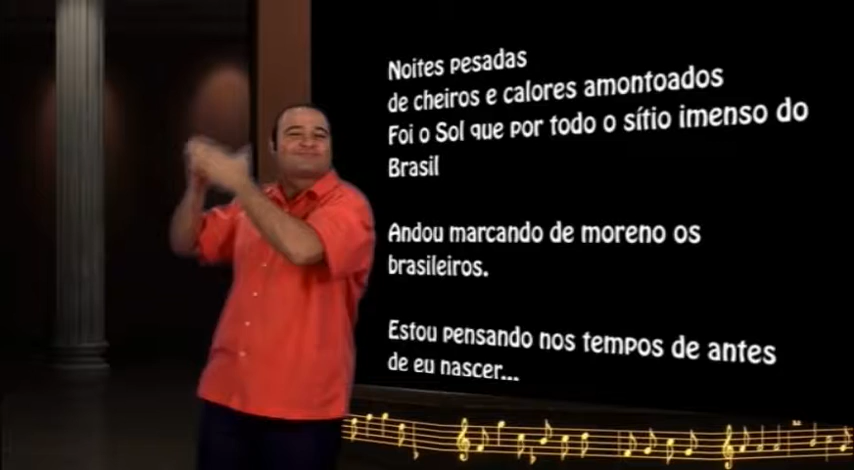 Noites pesadas
de cheiros e calores amontoados
Foi o Sol que por todo o sítio imenso do
Brasil
Andou marcando de moreno os
brasileiros.
Estou pensando nos tempos de antes
de eu nascer...